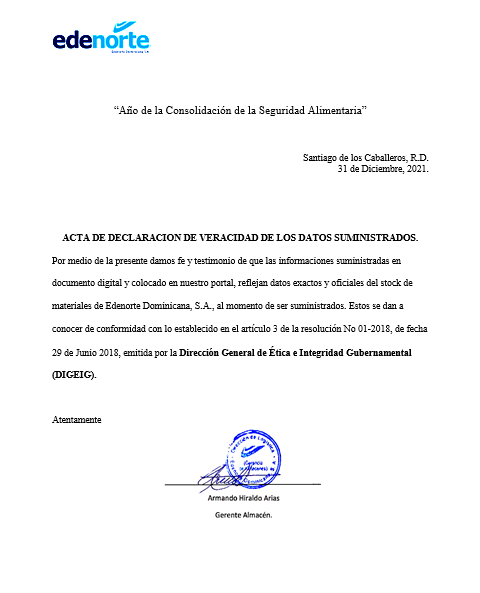 edenorte
“Año de la Consolidación de la Seguridad Alimentaria”
Santiago de los Caballeros, R.D.
31 de Diciembre, 2021.
ACTA DE DECLARACION DE VERACIDAD DE LOS DATOS SUMINISTRADOS.
Por medio de la presente damos fe y testimonio de que las informaciones suministradas en
documento digital y colocado en nuestro portal, reflejan datos exactos y oficiales del stock de
materiales de Edenorte Dominicana, S.A., al momento de ser suministrados. Estos se dan a
conocer de conformidad con lo establecido en el artículo 3 de la resolución No 01-2018, de fecha
29 de Junio 2018, emitida por la Dirección General de Ética e Integridad Gubernamental
(DIGEIG).
Atentamente
Dirección de Logística
Armando Hiraldo Arias
Gerente Almacén.